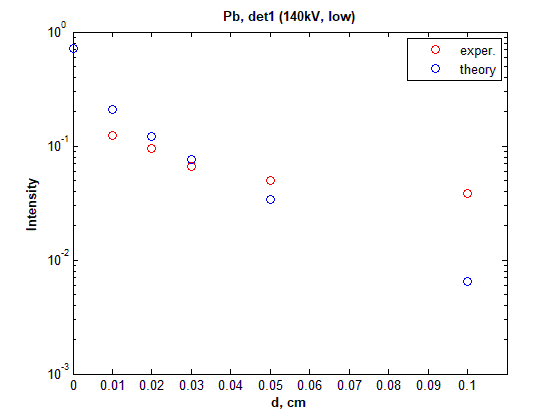 Pb, det1 (140kV, low)
10^0
exper.
theory
10^-1
Intensity
10^-2
10^-3
0 0.01 0.02 0.03 0.04 0.05 0.06 0.07 0.08 0.09 0.1
d, cm